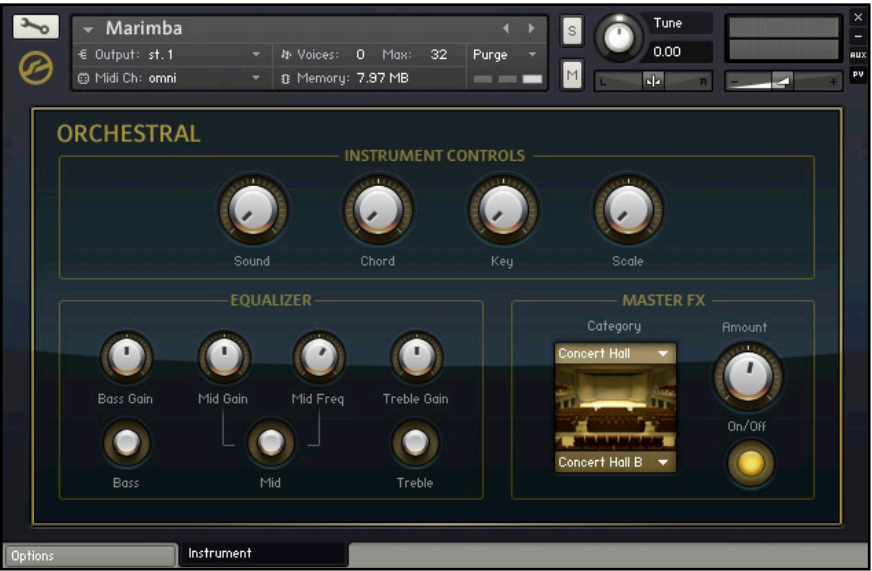 Marimba
S
Tune
0.00
x
-
AUX
PV
Output: st. 1
Voices: 0 Max: 32
Purge
Midi Ch: omni
Memory: 7.97 MB
M
L
R
-
+
ORCHESTRAL
INSTRUMENT CONTROLS
Sound
Chord
Key
Scale
EQUALIZER
MASTER FX
Category
Amount
Concert Hall
Bass Gain
Mid Gain
Mid Freq
Treble Gain
On/Off
Concert Hall B
Bass
Mid
Treble
Options
Instrument